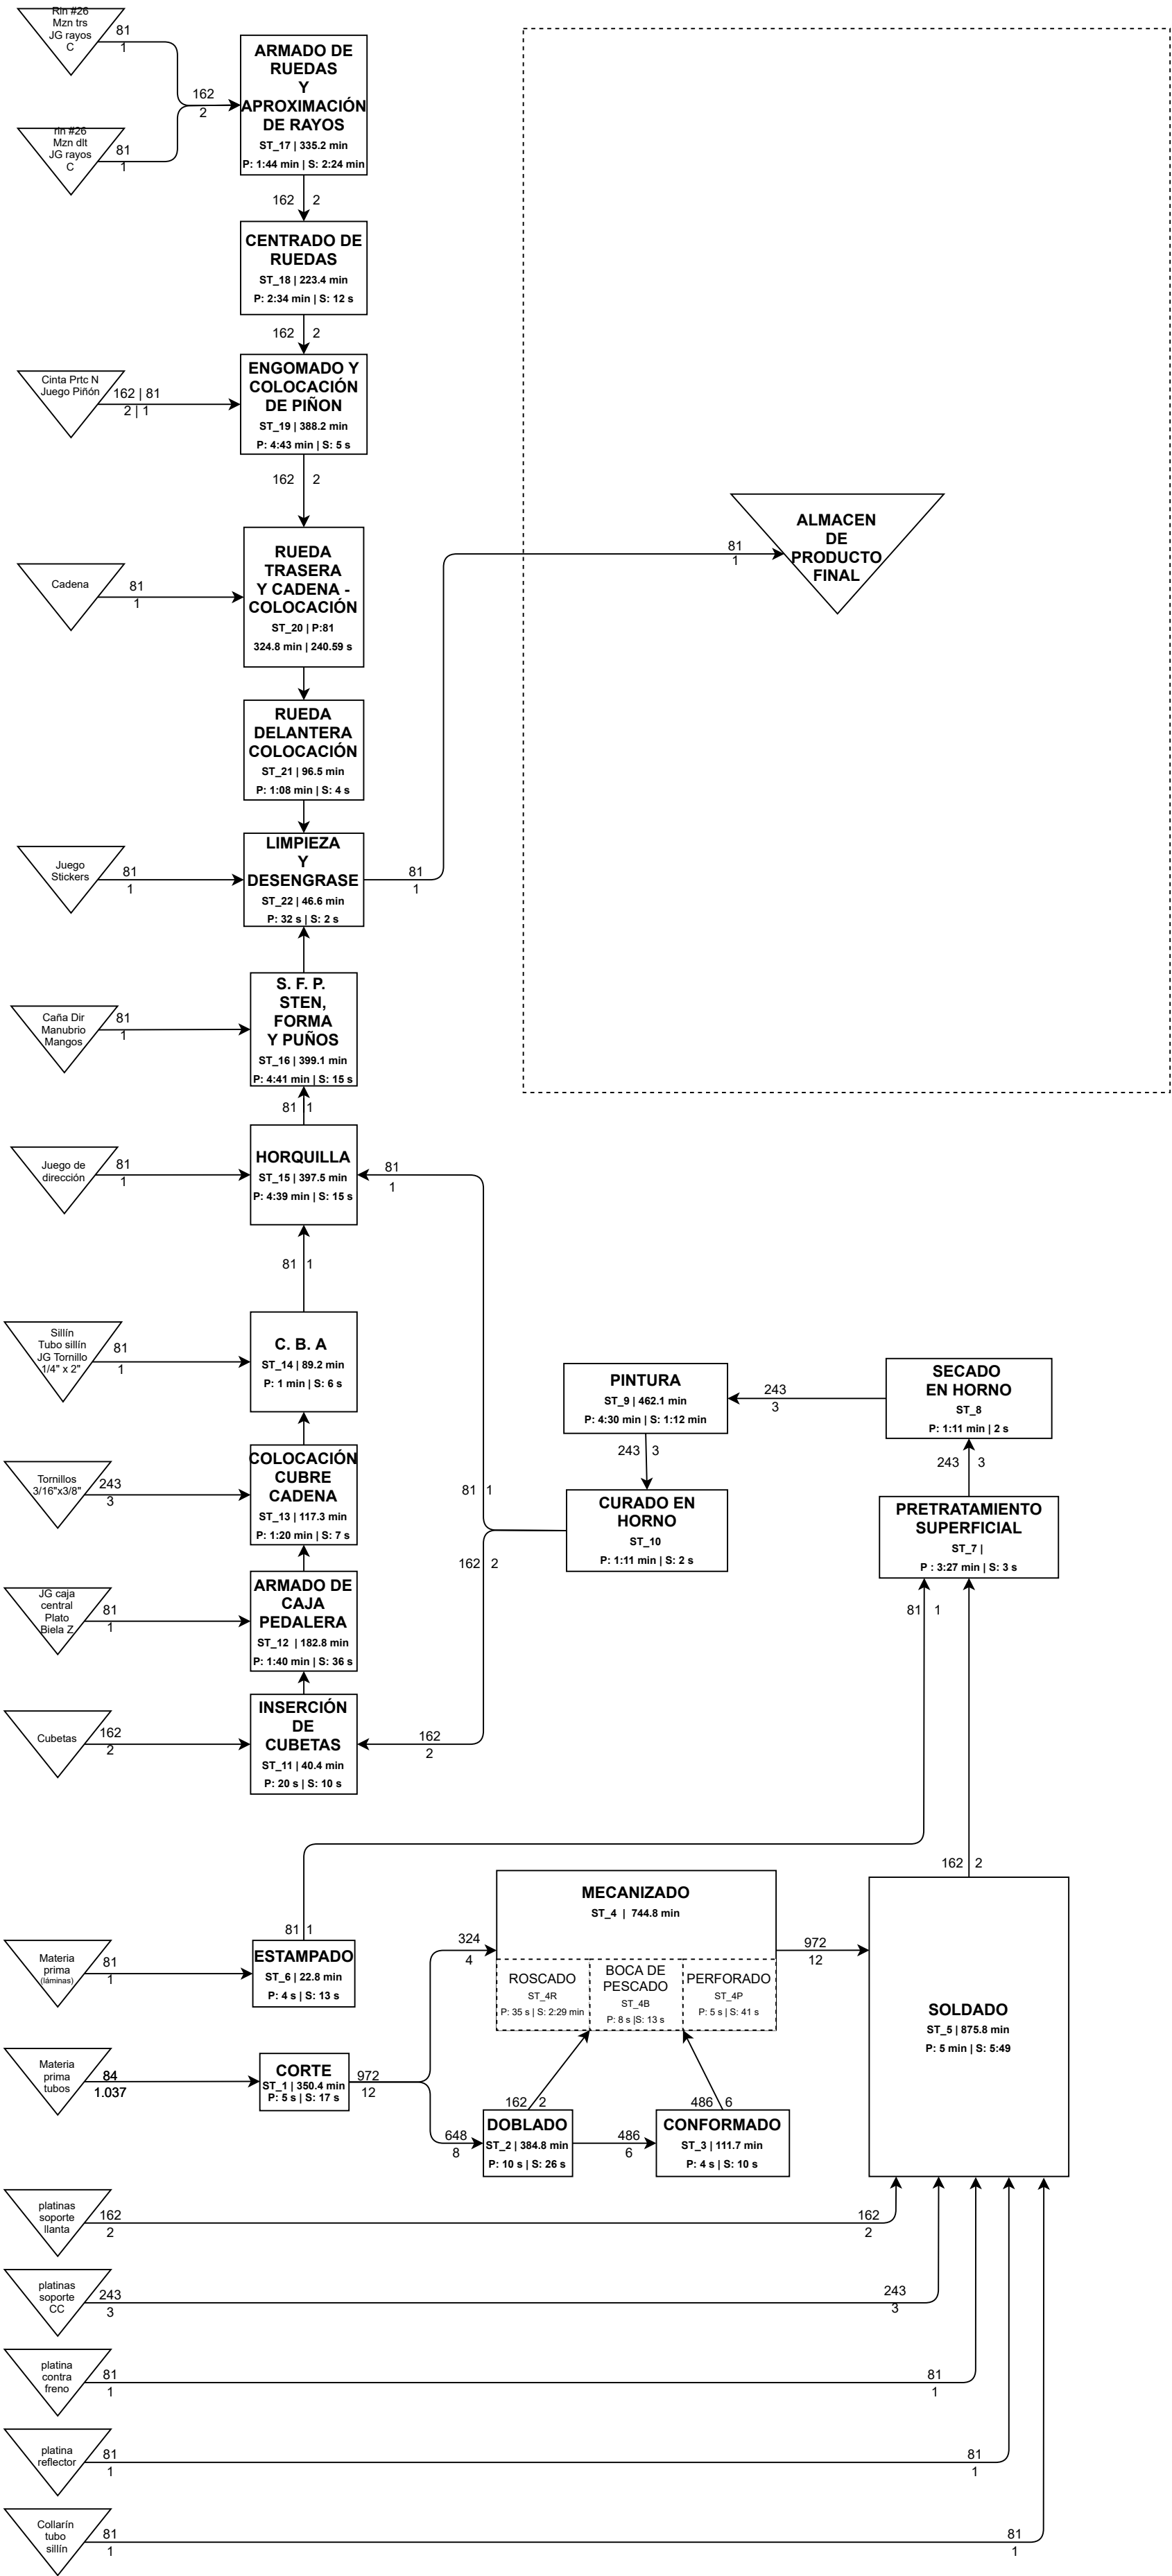 Rin #26
Mzn trs
JG rayos
C
81
1
rin #26
Mzn dlt
JG rayos
C
81
1
162
2
ARMADO DE
RUEDAS
Y
APROXIMACIÓN
DE RAYOS
ST_17 | 335.2 min
P: 1:44 min | S: 2:24 min
162 2
CENTRADO DE
RUEDAS
ST_18 | 223.4 min
P: 2:34 min | S: 12 s
162 2
Cinta Prtc N
Juego Piñón
162 | 81
2 | 1
ENGOMADO Y
COLOCACIÓN
DE PIÑON
ST_19 | 388.2 min
P: 4:43 min | S: 5 s
162 2
Cadena
81
1
RUEDA
TRASERA
Y CADENA -
COLOCACIÓN
ST_20 | P:81
324.8 min | 240.59 s
ALMACEN
DE
PRODUCTO
FINAL
81
1
RUEDA
DELANTERA
COLOCACIÓN
ST_21 | 96.5 min
P: 1:08 min | S: 4 s
Juego
Stickers
81
1
LIMPIEZA
Y
DESENGRASE
ST_22 | 46.6 min
P: 32 s | S: 2 s
81
1
Caña Dir
Manubrio
Mangos
81
1
S. F. P.
STEN,
FORMA
Y PUÑOS
ST_16 | 399.1 min
P: 4:41 min | S: 15 s
81 1
Juego de
dirección
81
1
HORQUILLA
ST_15 | 397.5 min
P: 4:39 min | S: 15 s
81
1
81 1
Sillín
Tubo sillín
JG Tornillo
1/4" x 2"
81
1
C. B. A
ST_14 | 89.2 min
P: 1 min | S: 6 s
PINTURA
ST_9 | 462.1 min
P: 4:30 min | S: 1:12 min
243
3
SECADO
EN HORNO
ST_8
P: 1:11 min | 2 s
243 3
243 3
Tornillos
3/16"x3/8"
243
3
COLOCACIÓN
CUBRE
CADENA
ST_13 | 117.3 min
P: 1:20 min | S: 7 s
81 1
CURADO EN
HORNO
ST_10
P: 1:11 min | S: 2 s
162 2
PRETRATAMIENTO
SUPERFICIAL
ST_7 |
P : 3:27 min | S: 3 s
81 1
JG caja
central
Plato
Biela Z
81
1
ARMADO DE
CAJA
PEDALERA
ST_12 | 182.8 min
P: 1:40 min | S: 36 s
Cubetas
162
2
INSERCIÓN
DE
CUBETAS
ST_11 | 40.4 min
P: 20 s | S: 10 s
162
2
162 2
81 1
Materia
prima
(láminas)
81
1
ESTAMPADO
ST_6 | 22.8 min
P: 4 s | S: 13 s
324
4
MECANIZADO
ST_4 | 744.8 min
ROSCADO
ST_4R
P: 35 s | S: 2:29 min
BOCA DE
PESCADO
ST_4B
P: 8 s |S: 13 s
PERFORADO
ST_4P
P: 5 s | S: 41 s
972
12
SOLDADO
ST_5 | 875.8 min
P: 5 min | S: 5:49
Materia
prima
tubos
84
1.037
CORTE
ST_1 | 350.4 min
P: 5 s | S: 17 s
972
12
162 2
486 6
648
8
DOBLADO
ST_2 | 384.8 min
P: 10 s | S: 26 s
486
6
CONFORMADO
ST_3 | 111.7 min
P: 4 s | S: 10 s
platinas
soporte
llanta
162
2
162
2
platinas
soporte
CC
243
3
243
3
platina
contra
freno
81
1
81
1
platina
reflector
81
1
81
1
Collarín
tubo
sillín
81
1
81
1